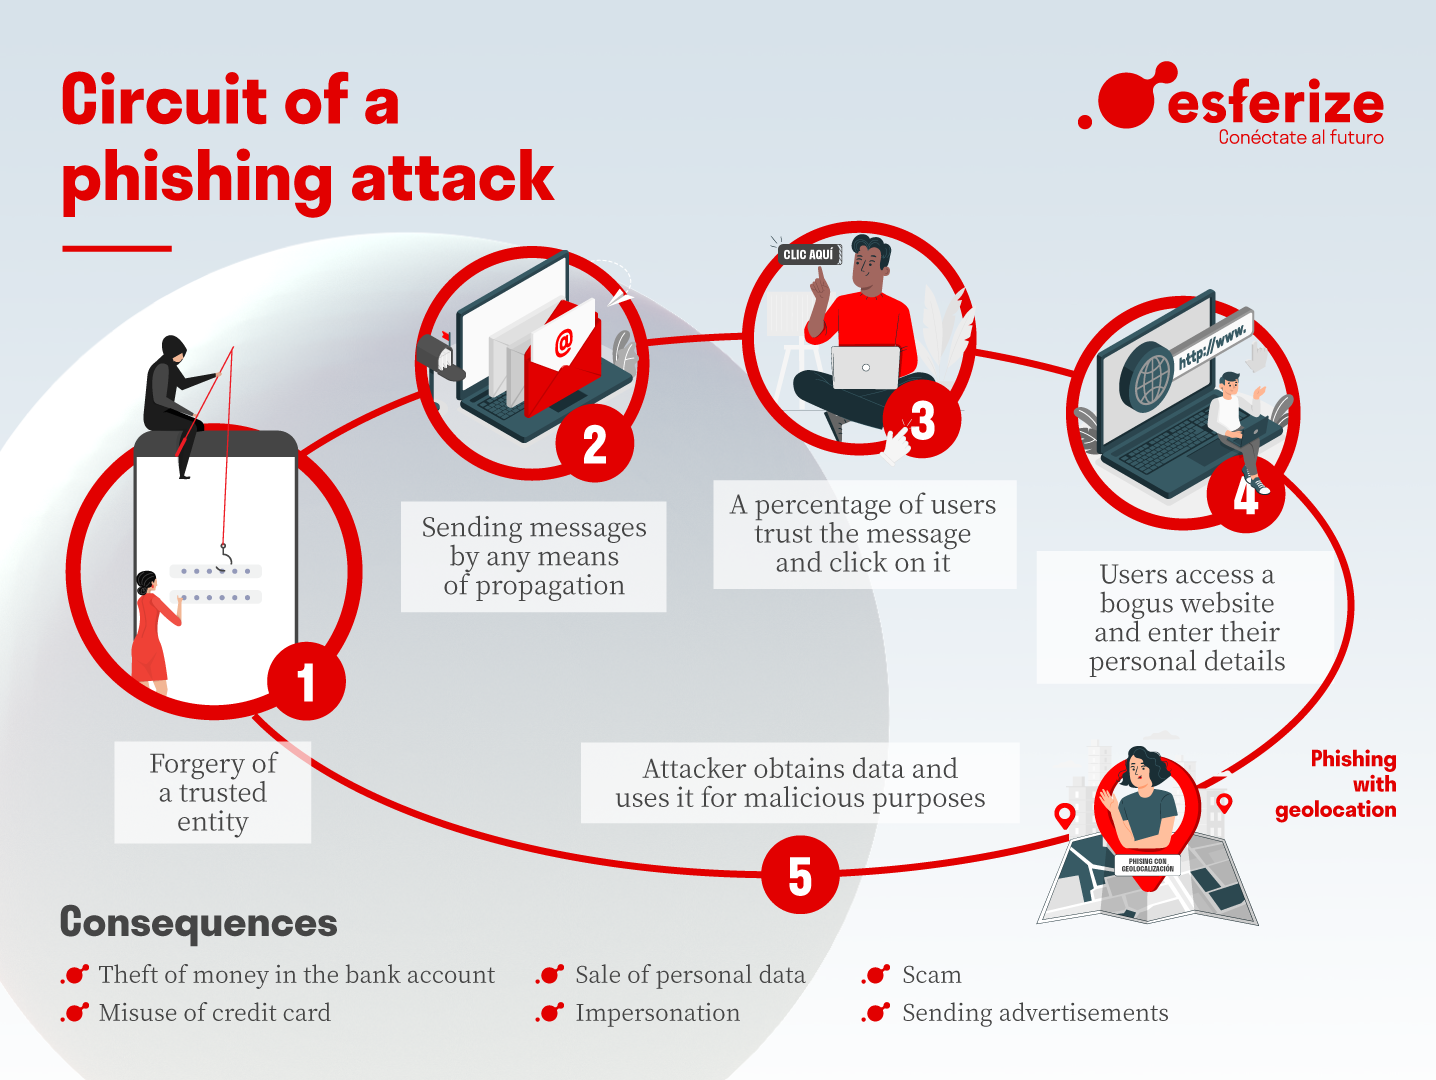 Circuit of a
phishing attack
esferize
Conéctate al futuro
CLIC AQUÍ
http://www.
1
2
3
4
5
Forgery of
a trusted
entity
Sending messages
by any means
of propagation
A percentage of users
trust the message
and click on it
Users access a
bogus website
and enter their
personal details
Attacker obtains data and
uses it for malicious purposes
Phishing
with
geolocation
PHISING CON
GEOLOCALIZACIÓN
@
Consequences
Theft of money in the bank account
Misuse of credit card
Sale of personal data
Impersonation
Scam
Sending advertisements